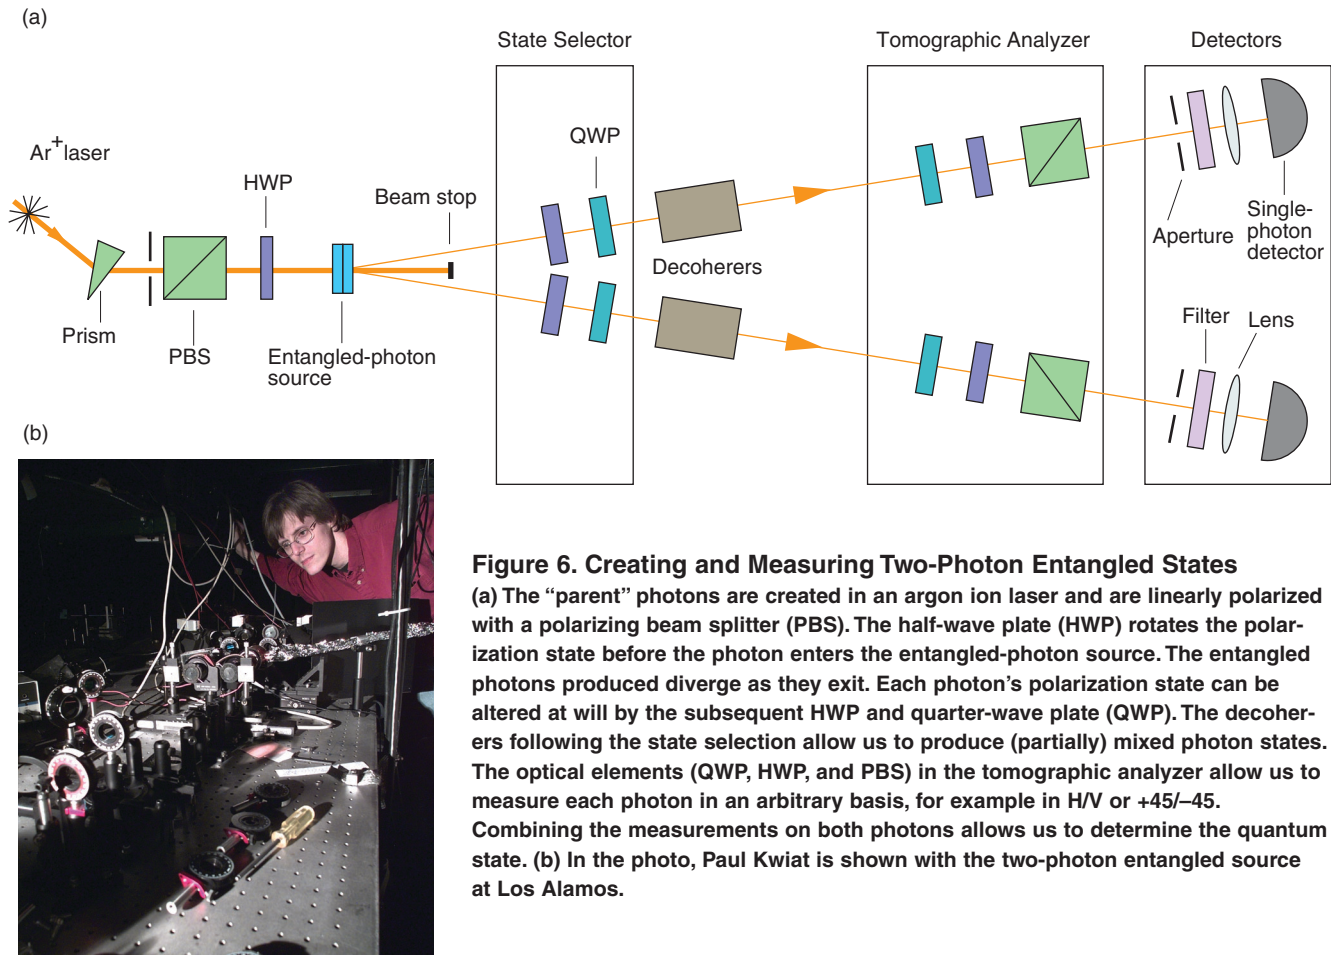 (a)
State Selector
Tomographic Analyzer
Detectors
Ar+ laser
HWP
QWP
Beam stop
Decoherers
Aperture
Single-
photon
detector
Prism
PBS
Entangled-photon
source
Filter
Lens
(b)
Figure 6. Creating and Measuring Two-Photon Entangled States
(a) The “parent” photons are created in an argon ion laser and are linearly polarized
with a polarizing beam splitter (PBS). The half-wave plate (HWP) rotates the polar-
ization state before the photon enters the entangled-photon source. The entangled
photons produced diverge as they exit. Each photon’s polarization state can be
altered at will by the subsequent HWP and quarter-wave plate (QWP). The decoher-
ers following the state selection allow us to produce (partially) mixed photon states.
The optical elements (QWP, HWP, and PBS) in the tomographic analyzer allow us to
measure each photon in an arbitrary basis, for example in H/V or +45/–45.
Combining the measurements on both photons allows us to determine the quantum
state. (b) In the photo, Paul Kwiat is shown with the two-photon entangled source
at Los Alamos.